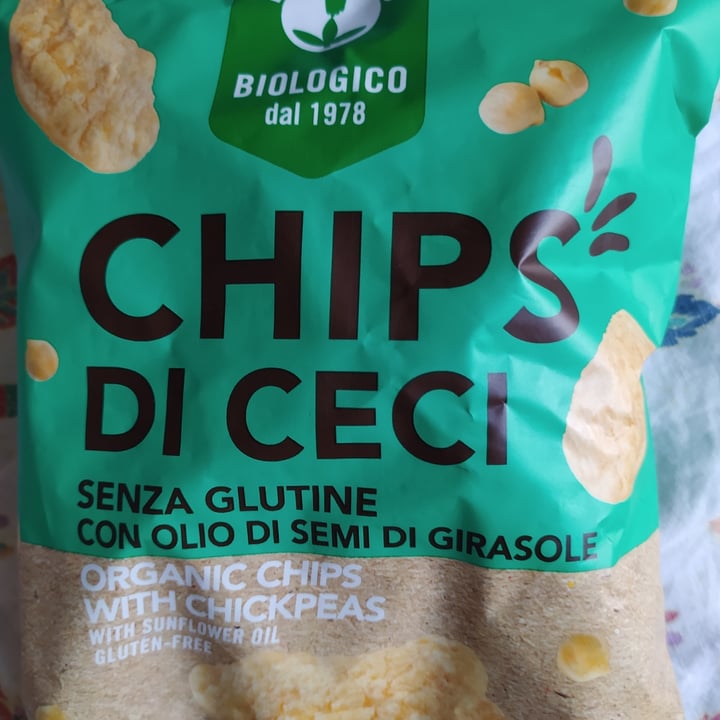 BIOLOGICO
dal 1978
CHIPS
DI CECI
SENZA GLUTINE
CON OLIO DI SEMI DI GIRASOLE
ORGANIC CHIPS
WITH CHICKPEAS
WITH SUNFLOWER OIL
GLUTEN-FREE